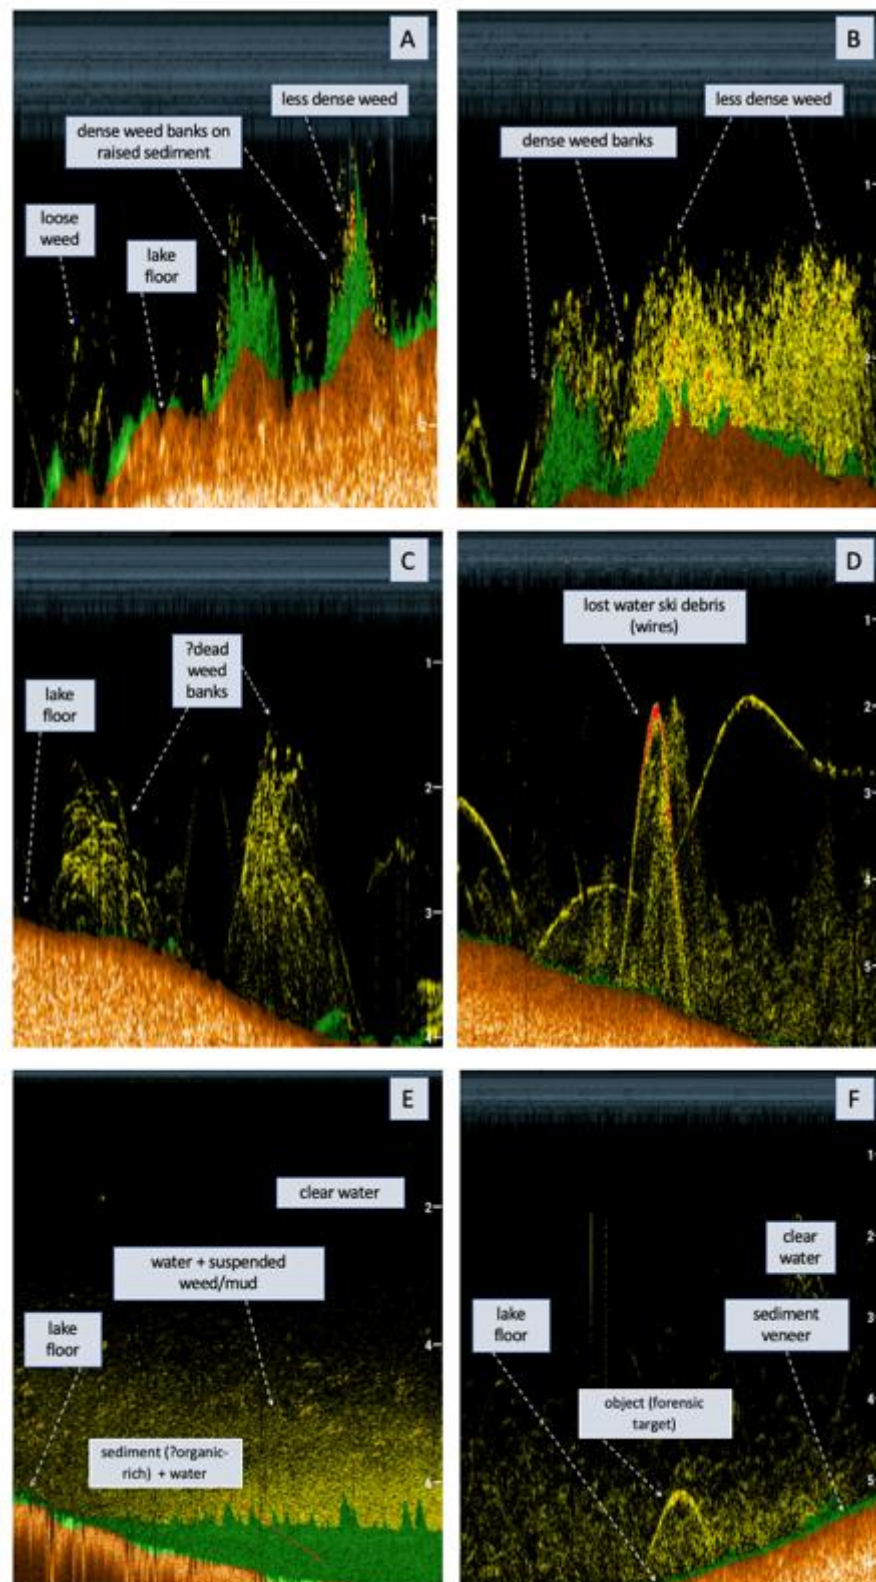 A
less dense weed
dense weed banks on
raised sediment
loose
weed
lake
floor
1
B
less dense weed
dense weed banks
1
2
C
?dead
weed
banks
1
lake
floor
2
3
4
D
lost water ski debris
(wires)
1
2
3
4
5
E
clear water
2
water + suspended
weed/mud
lake
floor
4
sediment (?organic-
rich) + water
6
F
1
2
clear
water
lake
floor
3
sediment
veneer
object (forensic
target)
4
5